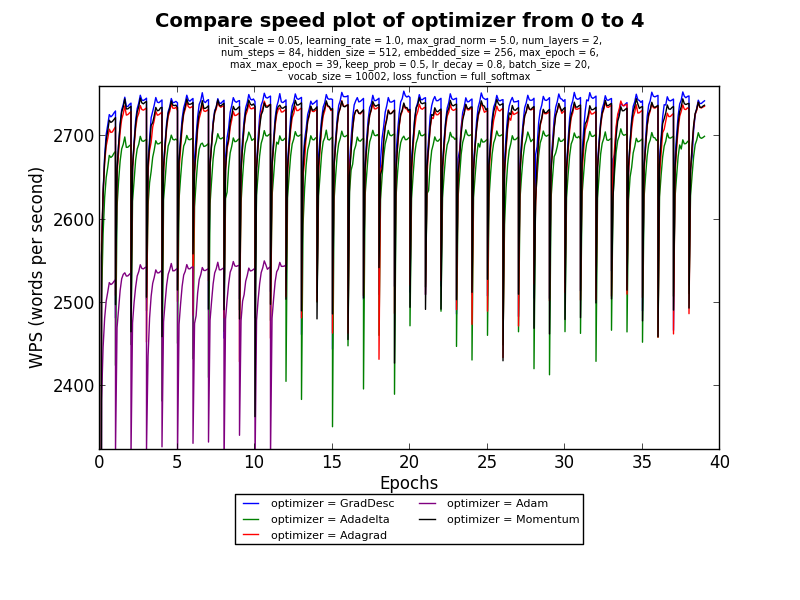 Compare speed plot of optimizer from 0 to 4
init_scale = 0.05, learning_rate = 1.0, max_grad_norm = 5.0, num_layers = 2,
num_steps = 84, hidden_size = 512, embedded_size = 256, max_epoch = 6,
max_max_epoch = 39, keep_prob = 0.5, lr_decay = 0.8, batch_size = 20,
vocab_size = 10002, loss_function = full_softmax
WPS (words per second)
2700
2600
2500
2400
0 5 10 15 20 25 30 35 40
Epochs
optimizer = GradDesc
optimizer = Adadelta
optimizer = Adagrad
optimizer = Adam
optimizer = Momentum